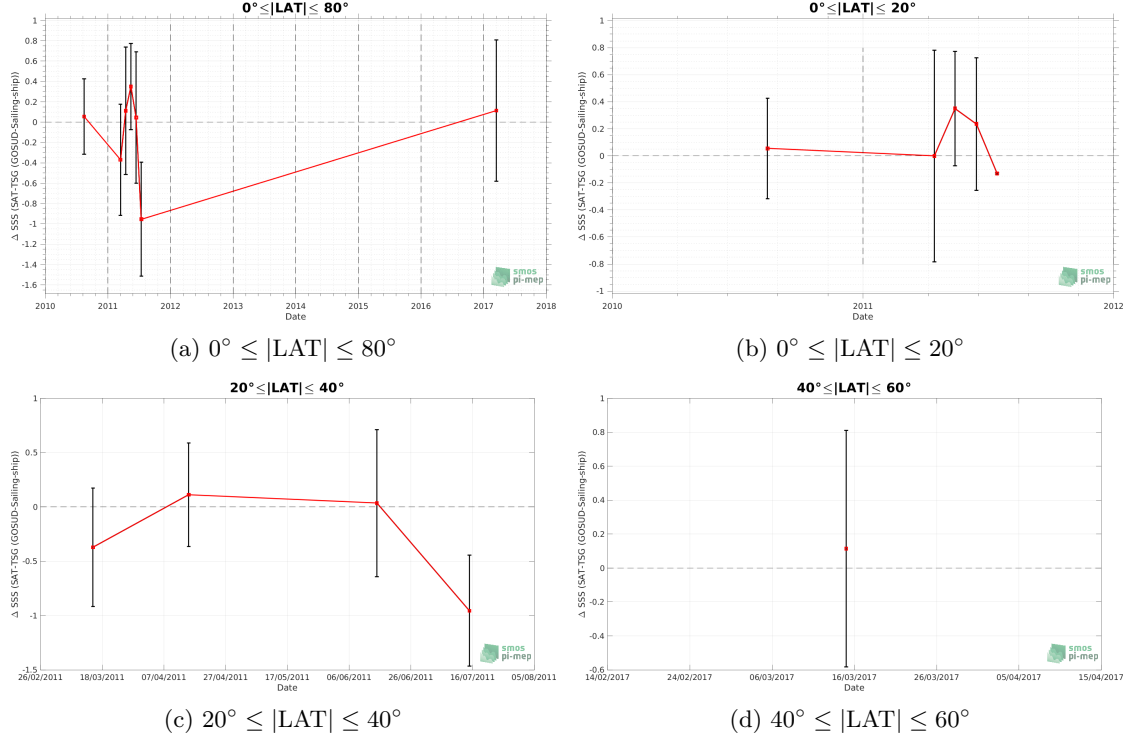 0°≤|LAT|≤ 80°
Δ SSS (SAT-TSG (GOSUD-Sailing-ship))
1
0.8
0.6
0.4
0.2
0
-0.2
-0.4
-0.6
-0.8
-1
-1.2
-1.4
-1.6
2010 2011 2012 2013 2014 2015 2016 2017 2018
Date
smos
pi-mep
(a) 0° ≤ |LAT| ≤ 80°
0°≤|LAT|≤ 20°
Δ SSS (SAT-TSG (GOSUD-Sailing-ship))
1
0.8
0.6
0.4
0.2
0
-0.2
-0.4
-0.6
-0.8
-1
2010 2011 2012
Date
smos
pi-mep
(b) 0° ≤ |LAT| ≤ 20°
20°≤|LAT|≤ 40°
Δ SSS (SAT-TSG (GOSUD-Sailing-ship))
1
0.5
0
-0.5
-1
-1.5
26/02/2011 18/03/2011 07/04/2011 27/04/2011 17/05/2011 06/06/2011 26/06/2011 16/07/2011 05/08/2011
Date
smos
pi-mep
(c) 20° ≤ |LAT| ≤ 40°
40°≤|LAT|≤ 60°
Δ SSS (SAT-TSG (GOSUD-Sailing-ship))
1
0.8
0.6
0.4
0.2
0
-0.2
-0.4
-0.6
14/02/2017 24/02/2017 06/03/2017 16/03/2017 26/03/2017 05/04/2017 15/04/2017
Date
smos
pi-mep
(d) 40° ≤ |LAT| ≤ 60°